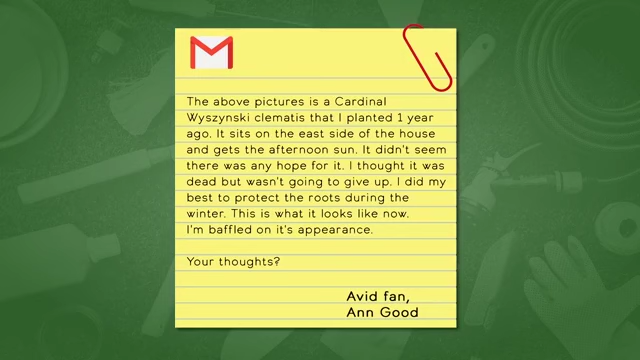 The above pictures is a Cardinal
Wyszynski clematis that I planted 1 year
ago. It sits on the east side of the house
and gets the afternoon sun. It didn't seem
there was any hope for it. I thought it was
dead but wasn't going to give up. I did my
best to protect the roots during the
winter. This is what it looks like now.
I'm baffled on it's appearance.
Your thoughts?
Avid fan,
Ann Good